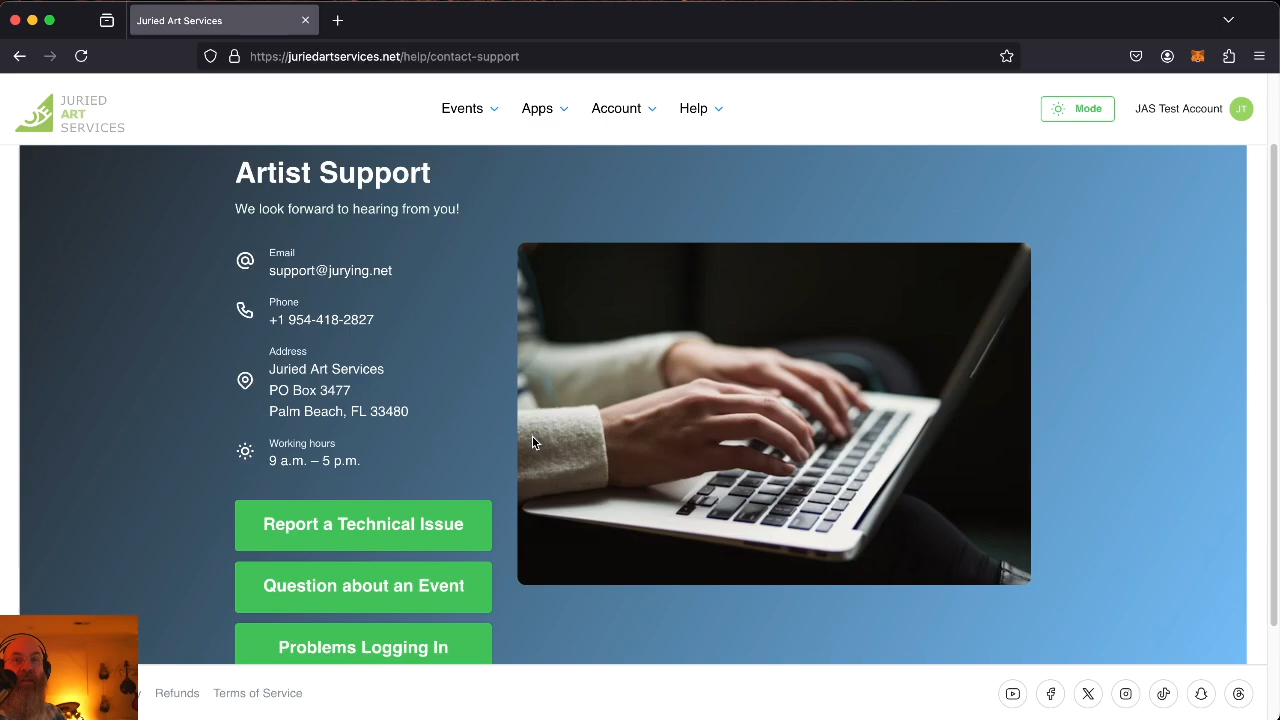 Juried Art Services
https://juriedartservices.net/help/contact-support
JURIED
ART
SERVICES
Events
Apps
Account
Help
Mode
JAS Test Account
JT
Artist Support
We look forward to hearing from you!
Email
support@jurying.net
Phone
+1 954-418-2827
Address
Juried Art Services
PO Box 3477
Palm Beach, FL 33480
Working hours
9 a.m. – 5 p.m.
Report a Technical Issue
Question about an Event
Problems Logging In
Refunds
Terms of Service